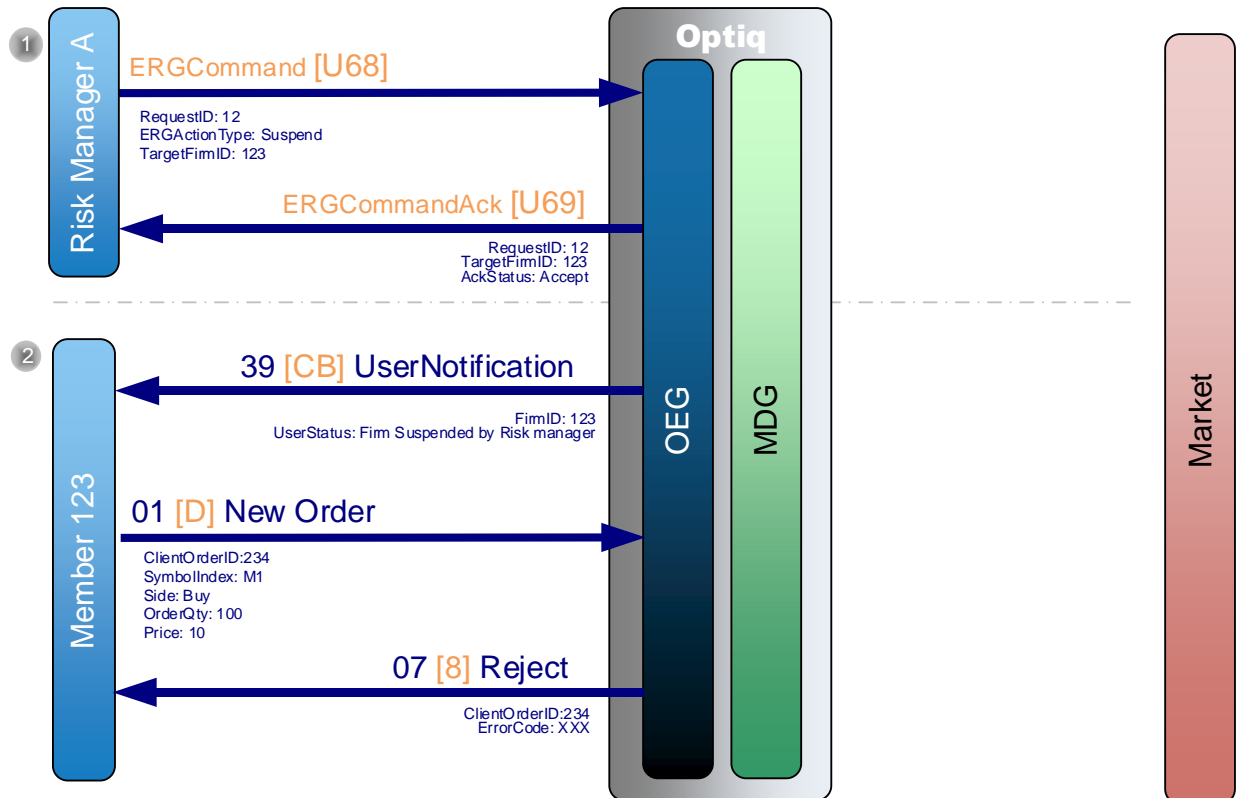 Optiq
1
Risk Manager A
ERGCommand [U68]
RequestID: 12
ERGActionType: Suspend
TargetFirmID: 123
ERGCommandAck [U69]
RequestID: 12
TargetFirmID: 123
AckStatus: Accept
OEG
MDG
Market
2
Member 123
39 [CB] UserNotification
FirmID: 123
UserStatus: Firm Suspended by Risk manager
01 [D] New Order
ClientOrderID:234
SymbolIndex: M1
Side: Buy
OrderQty: 100
Price: 10
07 [8] Reject
ClientOrderID:234
ErrorCode: XXX